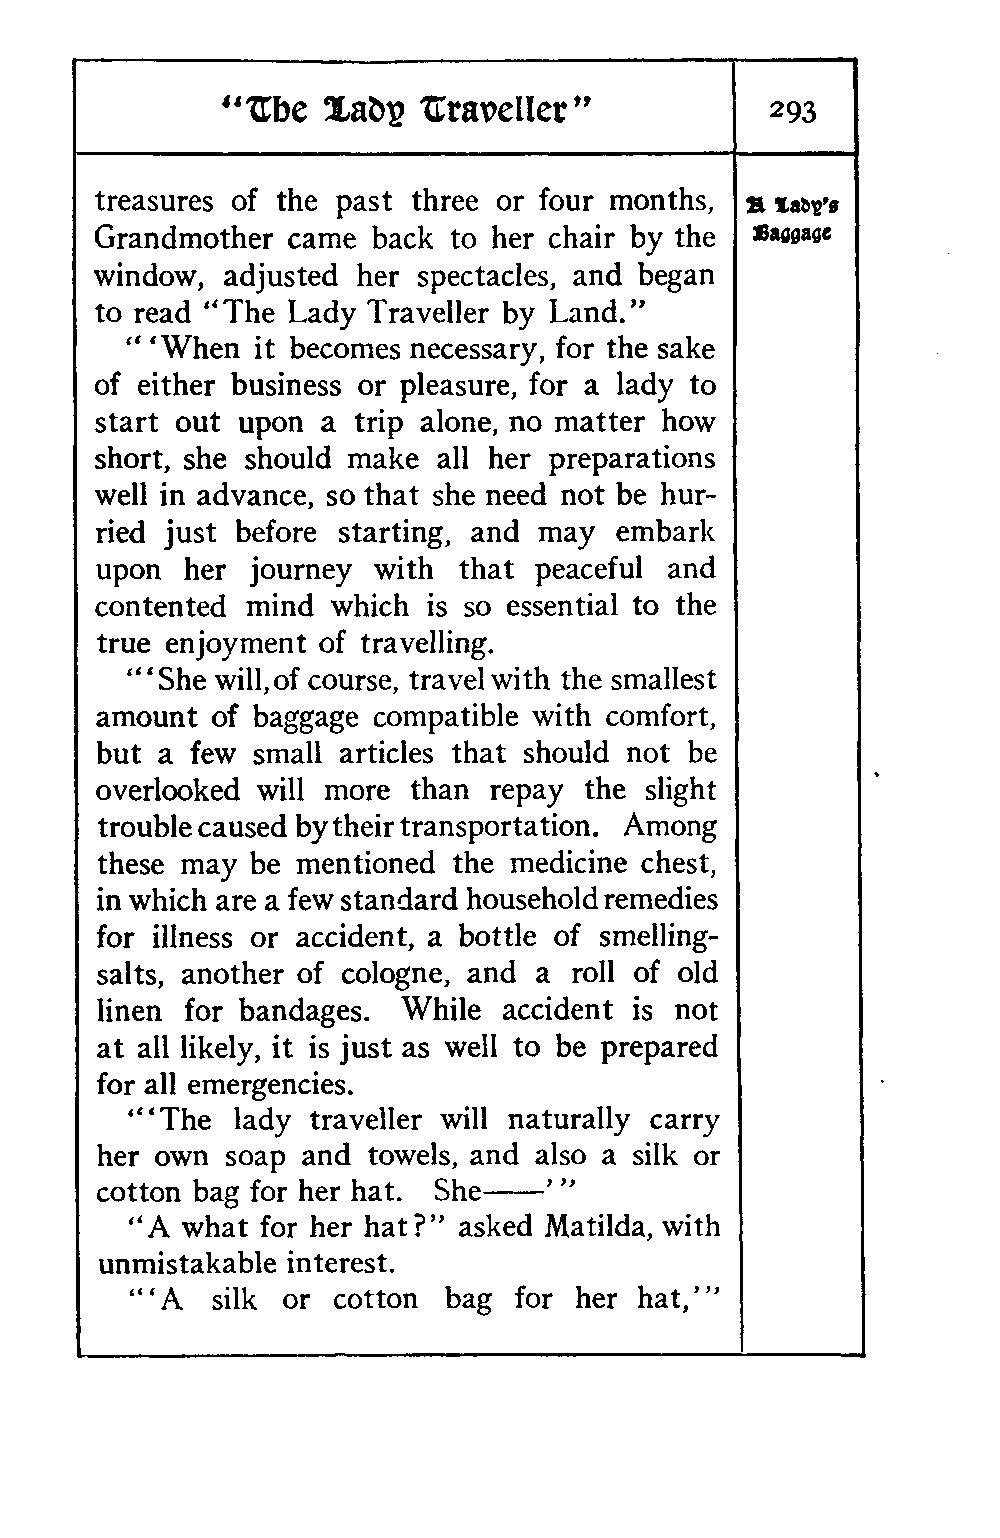 “The Lady Traveller”
293
A Lady’s
Baggage
treasures of the past three or four months,
Grandmother came back to her chair by the
window, adjusted her spectacles, and began
to read “The Lady Traveller by Land.”
“‘When it becomes necessary, for the sake
of either business or pleasure, for a lady to
start out upon a trip alone, no matter how
short, she should make all her preparations
well in advance, so that she need not be hur-
ried just before starting, and may embark
upon her journey with that peaceful and
contented mind which is so essential to the
true enjoyment of travelling.
“‘She will, of course, travel with the smallest
amount of baggage compatible with comfort,
but a few small articles that should not be
overlooked will more than repay the slight
trouble caused by their transportation. Among
these may be mentioned the medicine chest,
in which are a few standard household remedies
for illness or accident, a bottle of smelling-
salts, another of cologne, and a roll of old
linen for bandages. While accident is not
at all likely, it is just as well to be prepared
for all emergencies.
“‘The lady traveller will naturally carry
her own soap and towels, and also a silk or
cotton bag for her hat. She——’”
“A what for her hat?” asked Matilda, with
unmistakable interest.
“‘A silk or cotton bag for her hat,’”